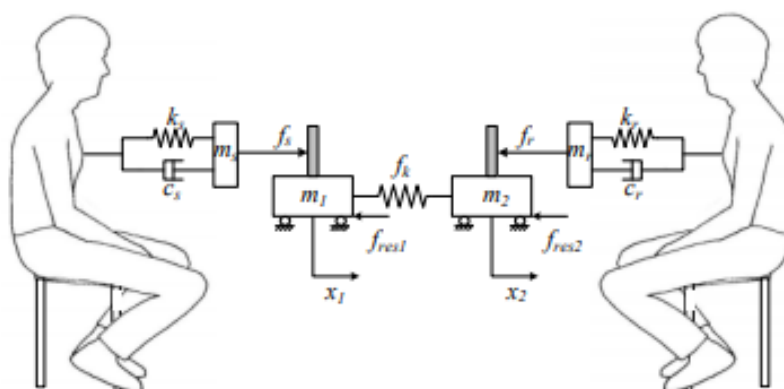 k_s
k_r
f_s
f_r
m_s
m_r
f_k
c_s
c_r
m_1
m_2
f_res1
f_res2
x_1
x_2